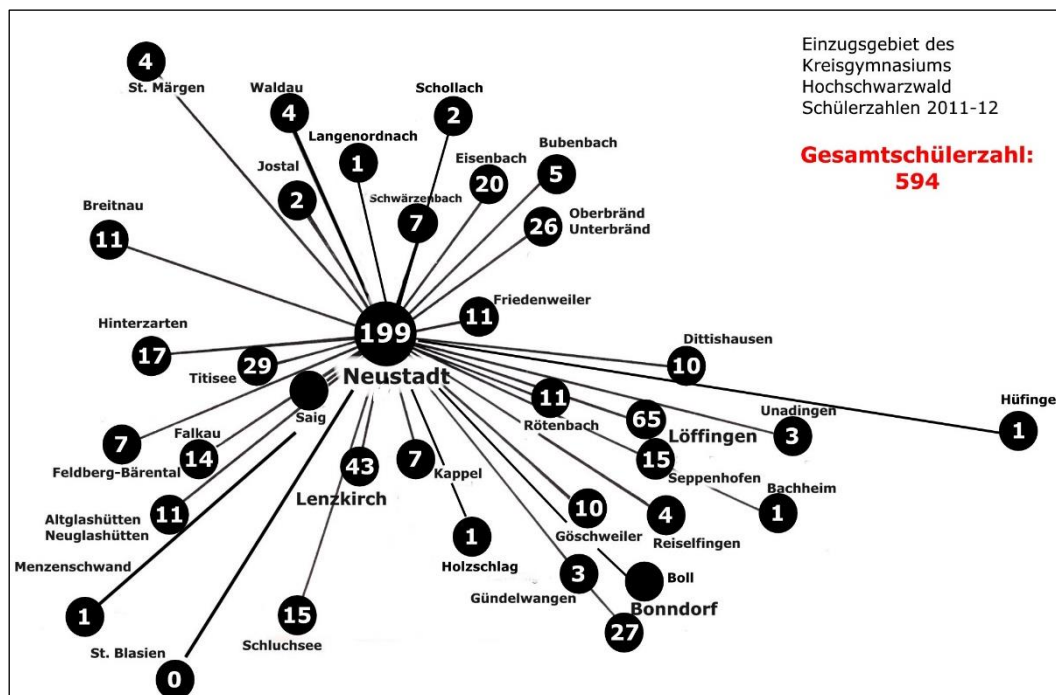 Einzugsgebiet des
Kreisgymnasiums
Hochschwarzwald
Schülerzahlen 2011-12
Gesamtschülerzahl:
594
4
St. Märgen
Waldau
4
Schollach
2
Langenordnach
1
Jostal
2
Schwärzenbach
7
Eisenbach
20
Bubenbach
5
Oberbränd
Unterbränd
26
Breitnau
11
Friedenweiler
11
199
Neustadt
Hinterzarten
17
Titisee
29
Saig
Dittishausen
10
Hüfinge
1
11
Rötenbach
65
Löffingen
Unadingen
3
7
Feldberg-Bärental
Falkau
14
43
Lenzkirch
7
Kappel
15
Seppenhofen
Bachheim
1
Altglashütten
Neuglashütten
11
10
Göschweiler
4
Reiselfingen
1
Holzschlag
Menzenschwand
1
3
Gündelwangen
Boll
Bonndorf
27
15
Schluchsee
St. Blasien
0